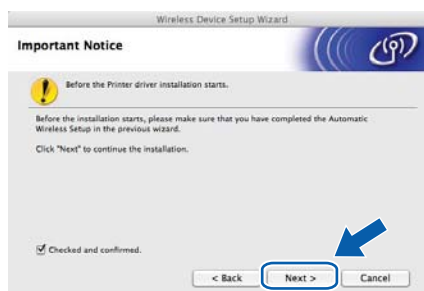 Wireless Device Setup Wizard
Important Notice
Before the Printer driver installation starts.
Before the installation starts, please make sure that you have completed the Automatic
Wireless Setup in the previous wizard.
Click "Next" to continue the installation.
Checked and confirmed.
< Back Next > Cancel